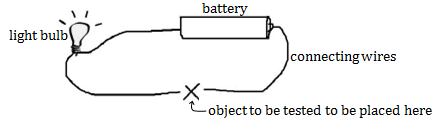 battery
light bulb
connecting wires
object to be tested to be placed here